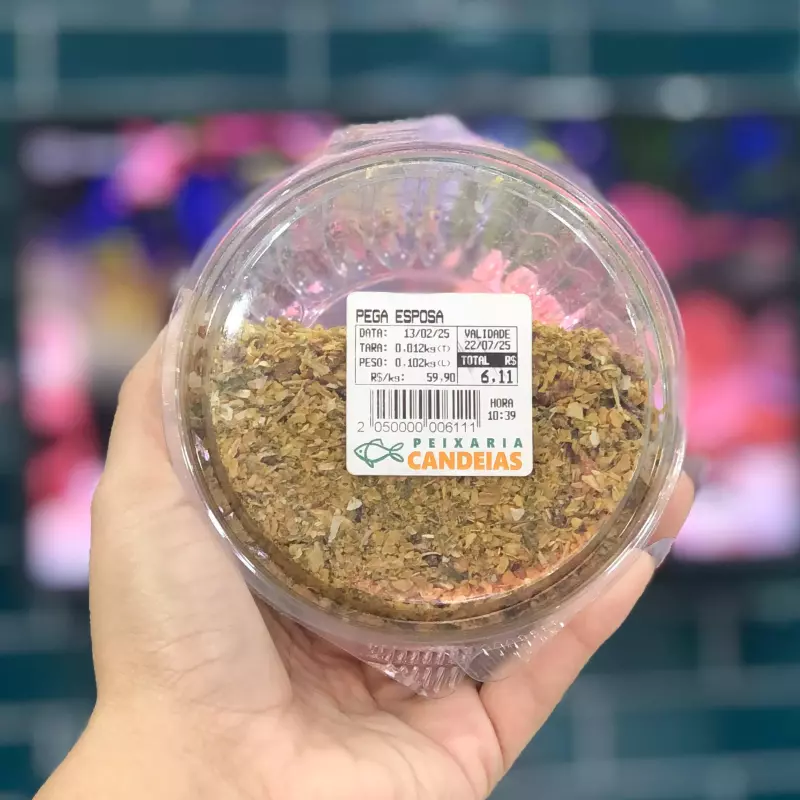 PEGA ESPOSA
DATA: 13/02/25 VALIDADE
TARA: 0.012kg(T) 22/07/25
PESO: 0.102kg(L) TOTAL R$
R$/kg: 59,90 6,11
HORA
10:39
2 050000 006111
PEIXARIA
CANDEIAS